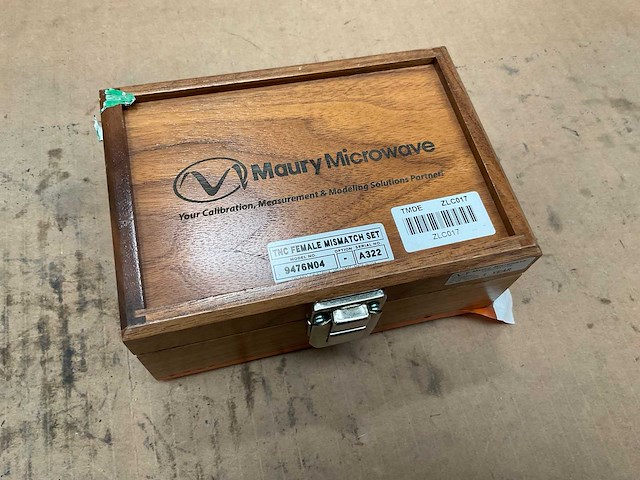 Maury Microwave
Your Calibration, Measurement & Modeling Solutions Partner!
TMDE ZLC017
ZLC017
TNC FEMALE MISMATCH SET
MODEL NO OPTION SERIAL NO.
9476N04 - A322